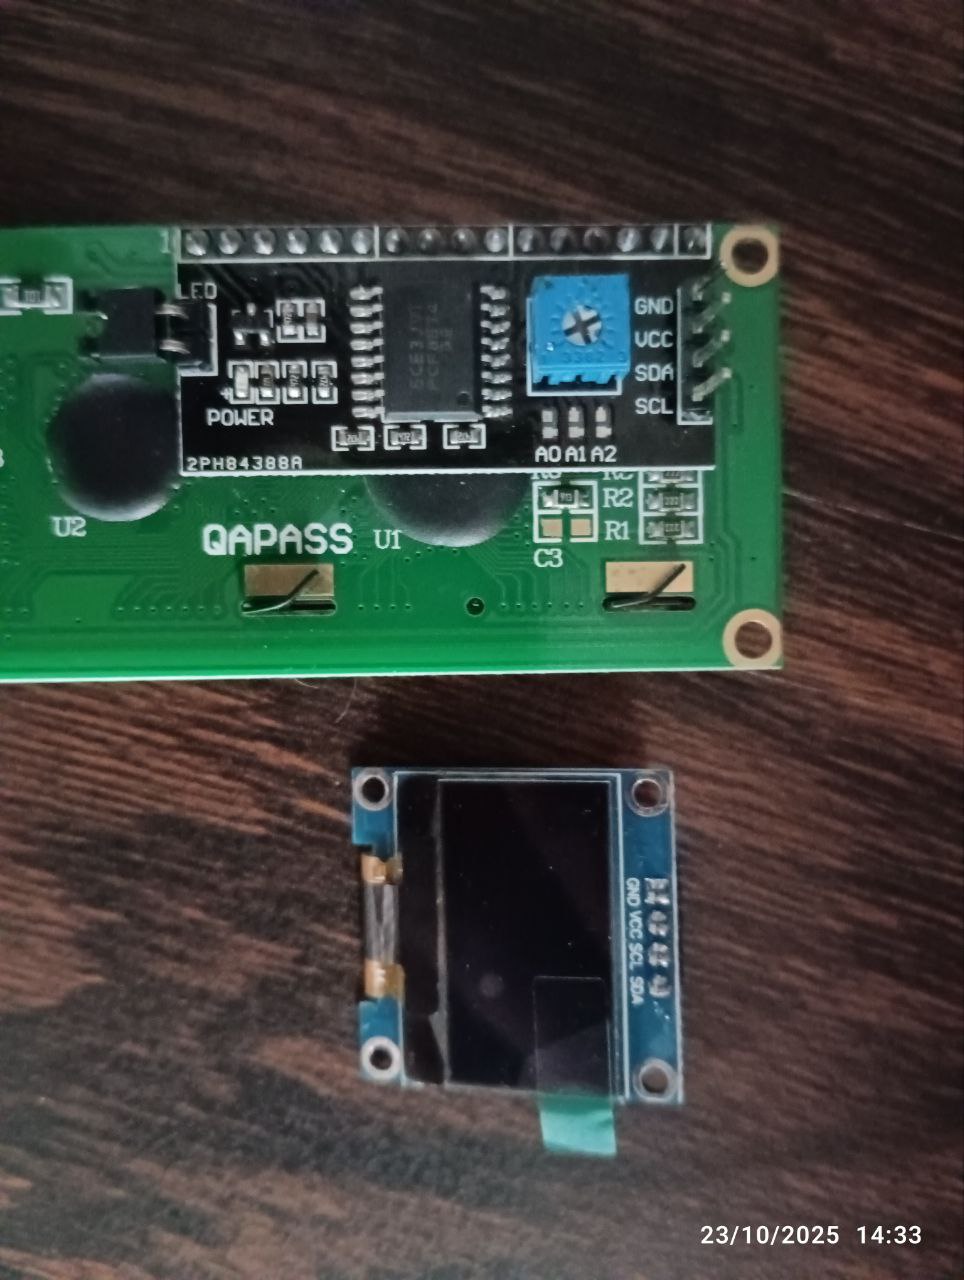 1
LED
GND
VCC
SDA
SCL
POWER
A0 A1 A2
2PH84388A
U2
QAPASS
U1
R2
R1
C3
GND VCC SCL SDA
23/10/2025 14:33